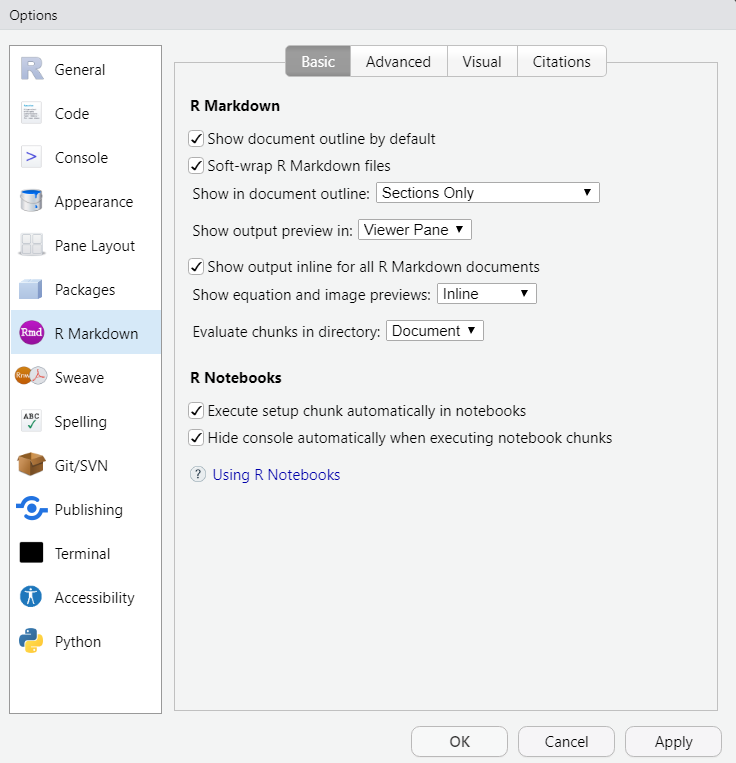 Options
General
Code
Console
Appearance
Pane Layout
Packages
Rmd R Markdown
Rnw Sweave
ABC Spelling
Git/SVN
Publishing
Terminal
Accessibility
Python
Basic Advanced Visual Citations
R Markdown
Show document outline by default
Soft-wrap R Markdown files
Show in document outline: Sections Only
Show output preview in: Viewer Pane
Show output inline for all R Markdown documents
Show equation and image previews: Inline
Evaluate chunks in directory: Document
R Notebooks
Execute setup chunk automatically in notebooks
Hide console automatically when executing notebook chunks
? Using R Notebooks
OK Cancel Apply